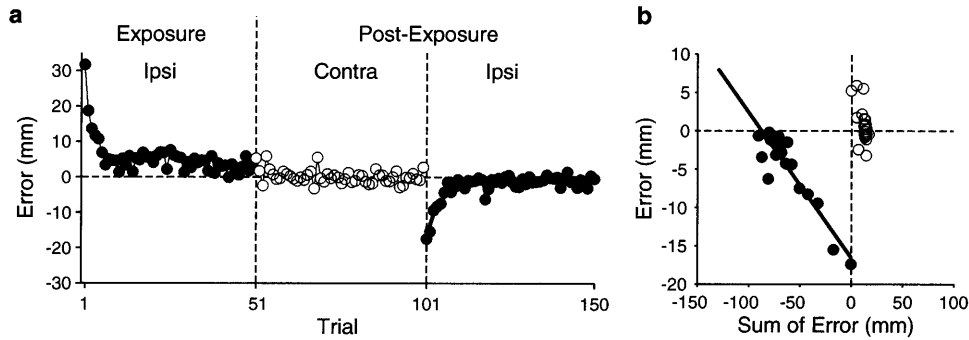 a
Exposure Post-Exposure
Ipsi Contra Ipsi
30
20
10
0
-10
-20
-30
Error (mm)
1 51 101 150
Trial
b
10
5
0
-5
-10
-15
-20
Error (mm)
-150 -100 -50 0 50 100
Sum of Error (mm)